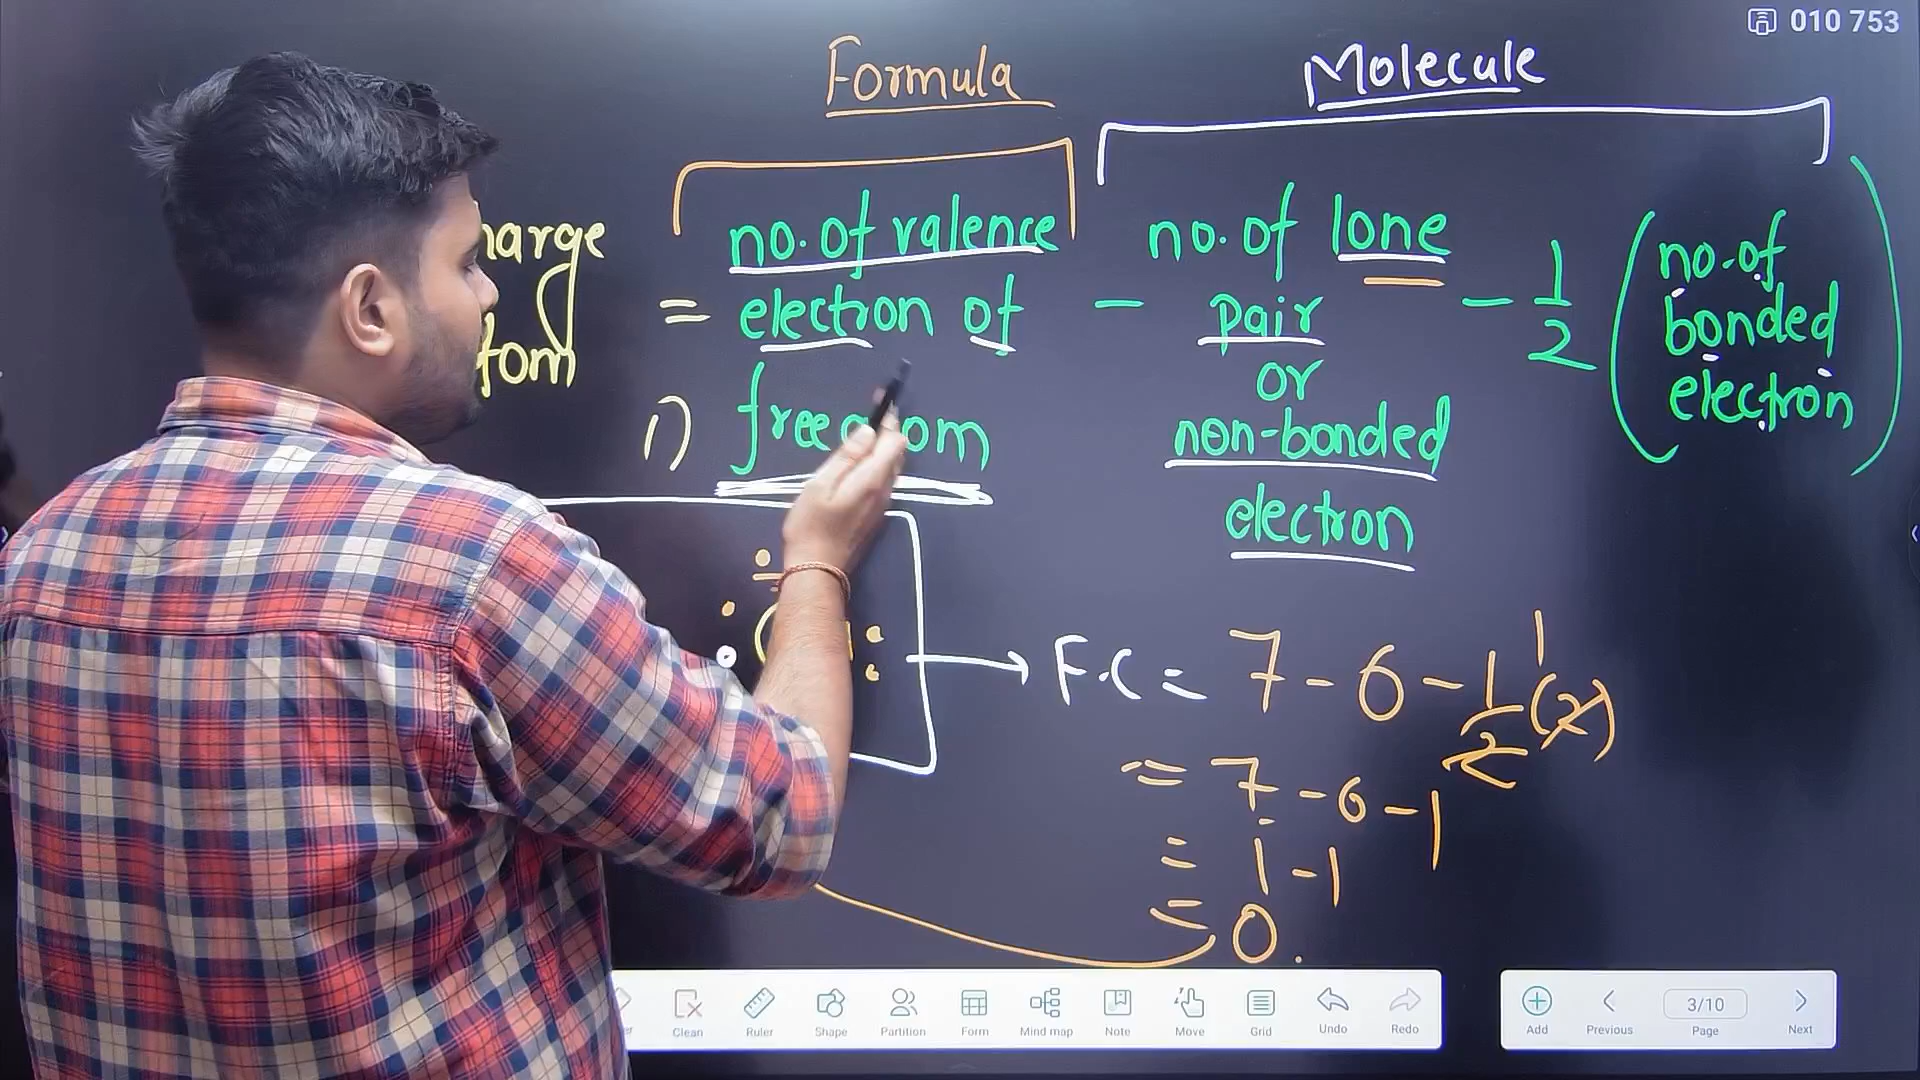 010 753
Formula
Molecule
harge
tom
=
no. of valence
election of
1)
-
no. of lone
pair
or
non-bonded
electron
- 1/2
(no. of
bonded
electron)
F.C = 7 - 6 - 1/2 (2) 1
= 7 - 6 - 1
= 1 - 1
= 0.
Clean
Ruler
Shape
Partition
Form
Mind map
Note
Move
Grid
Undo
Redo
Add
Previous
3/10
Page
Next